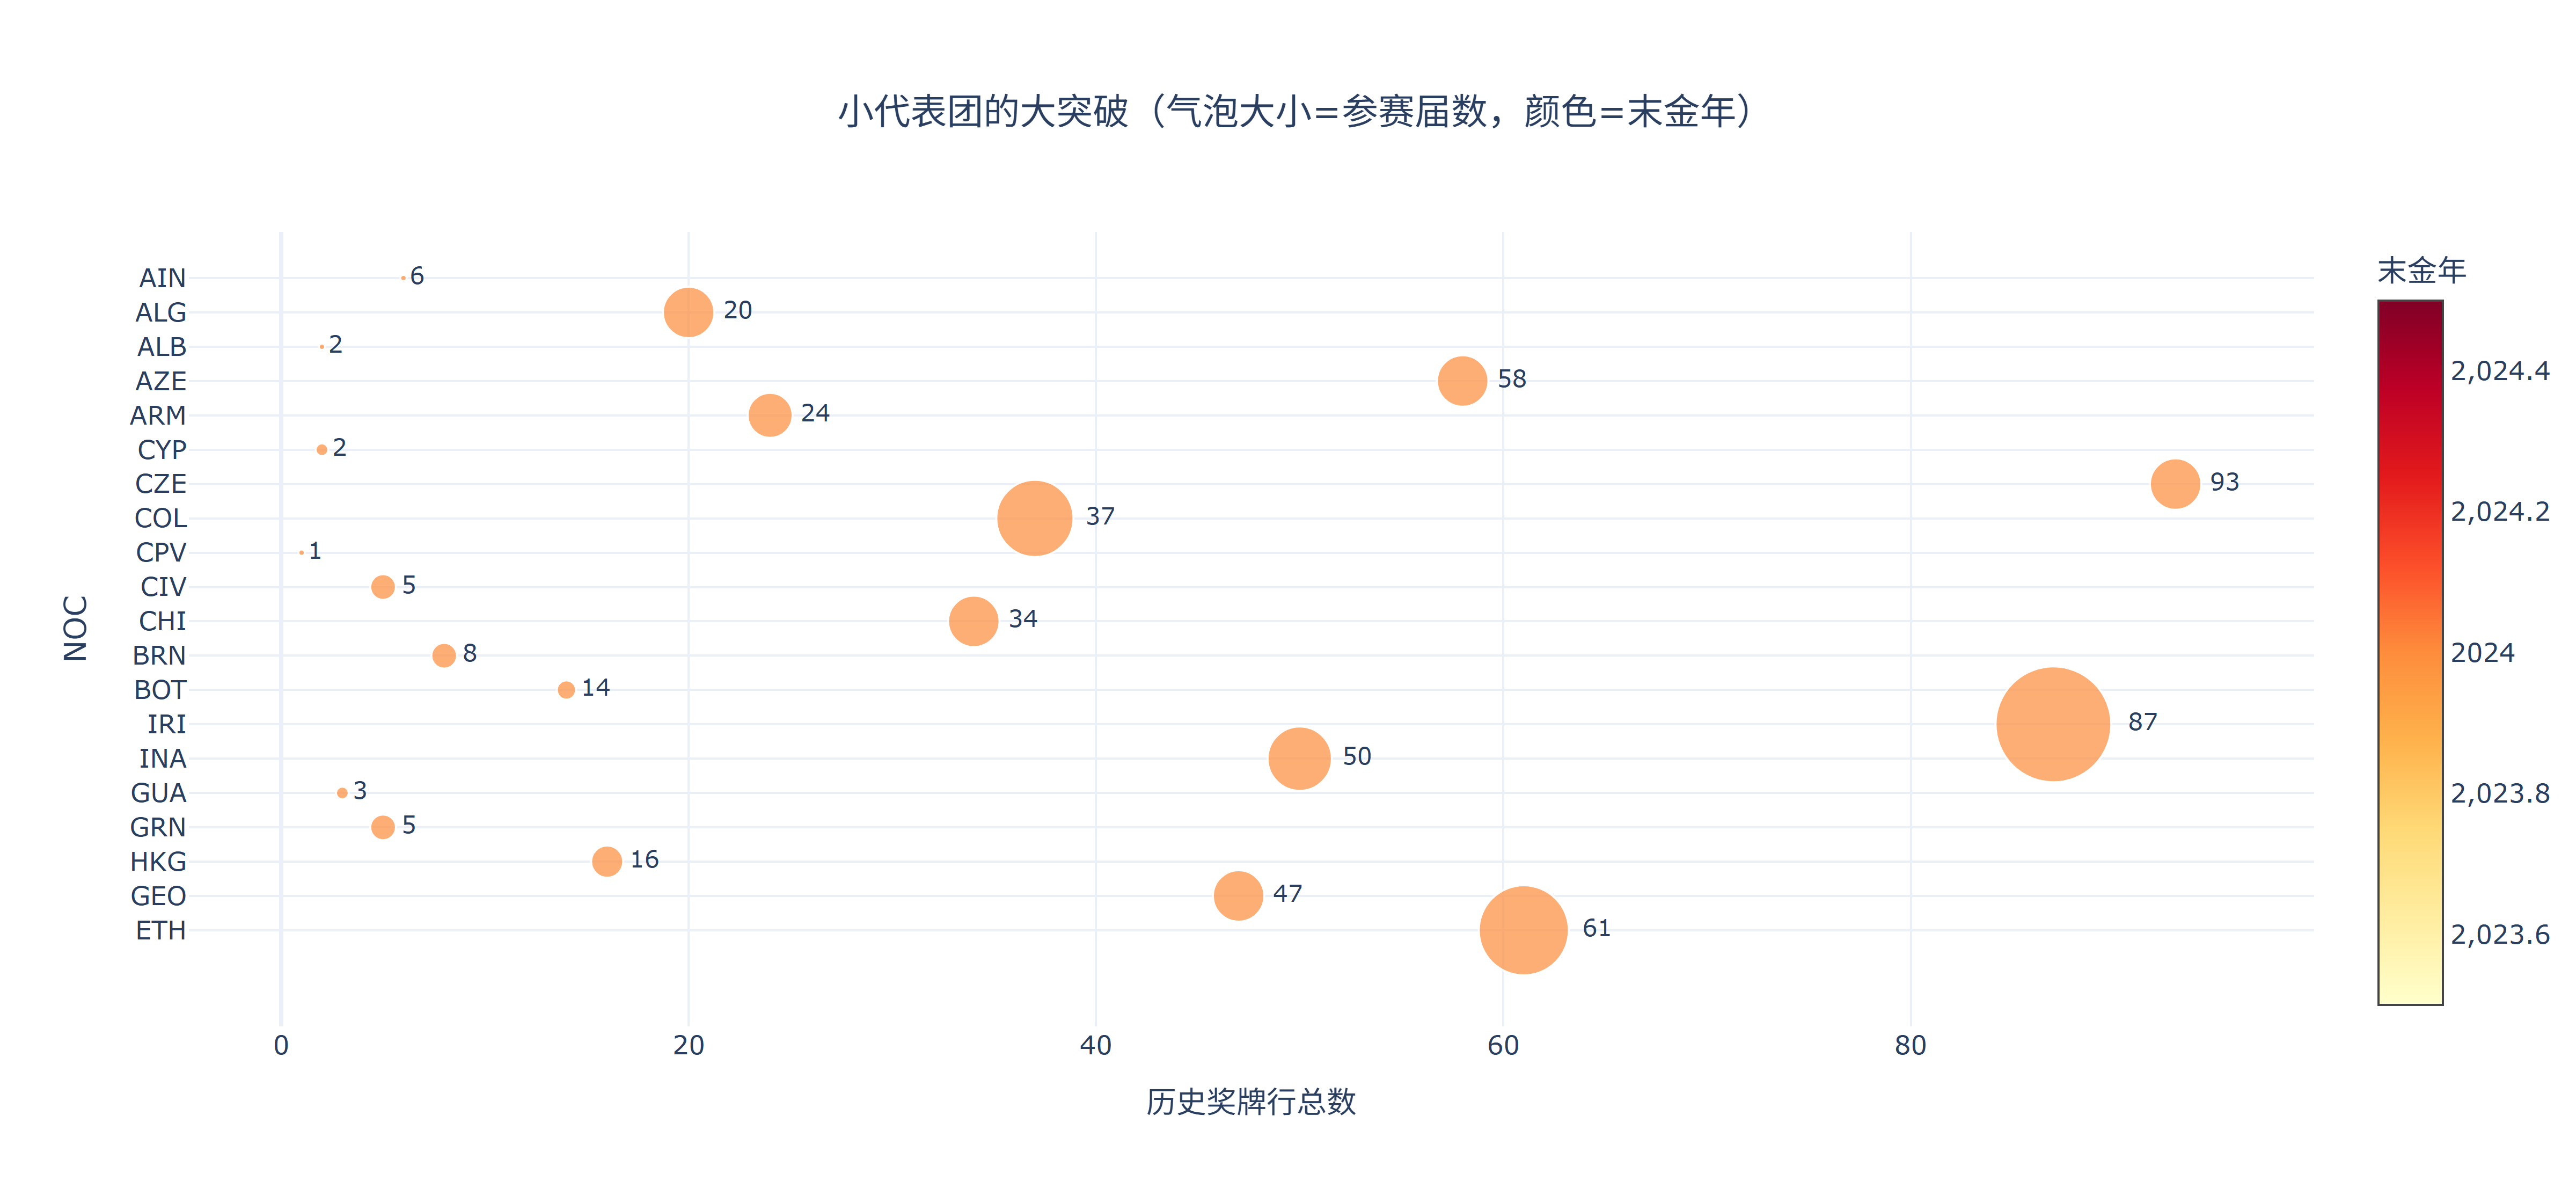 小代表团的大突破（气泡大小=参赛届数，颜色=末金年）
末金年
2,024.4
2,024.2
2024
2,023.8
2,023.6
NOC
AIN 6
ALG 20
ALB 2
AZE 58
ARM 24
CYP 2
CZE 93
COL 37
CPV 1
CIV 5
CHI 34
BRN 8
BOT 14
IRI 87
INA 50
GUA 3
GRN 5
HKG 16
GEO 47
ETH 61
0 20 40 60 80
历史奖牌行总数